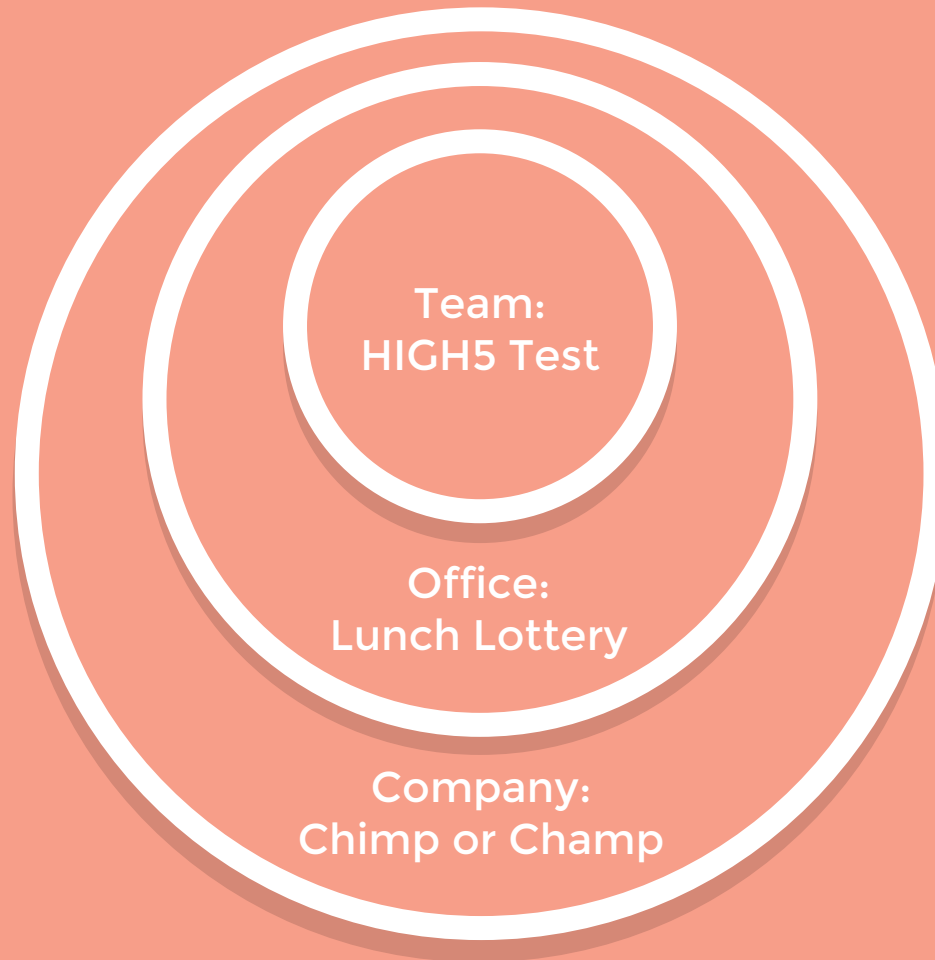 Team:
HIGH5 Test
Office:
Lunch Lottery
Company:
Chimp or Champ